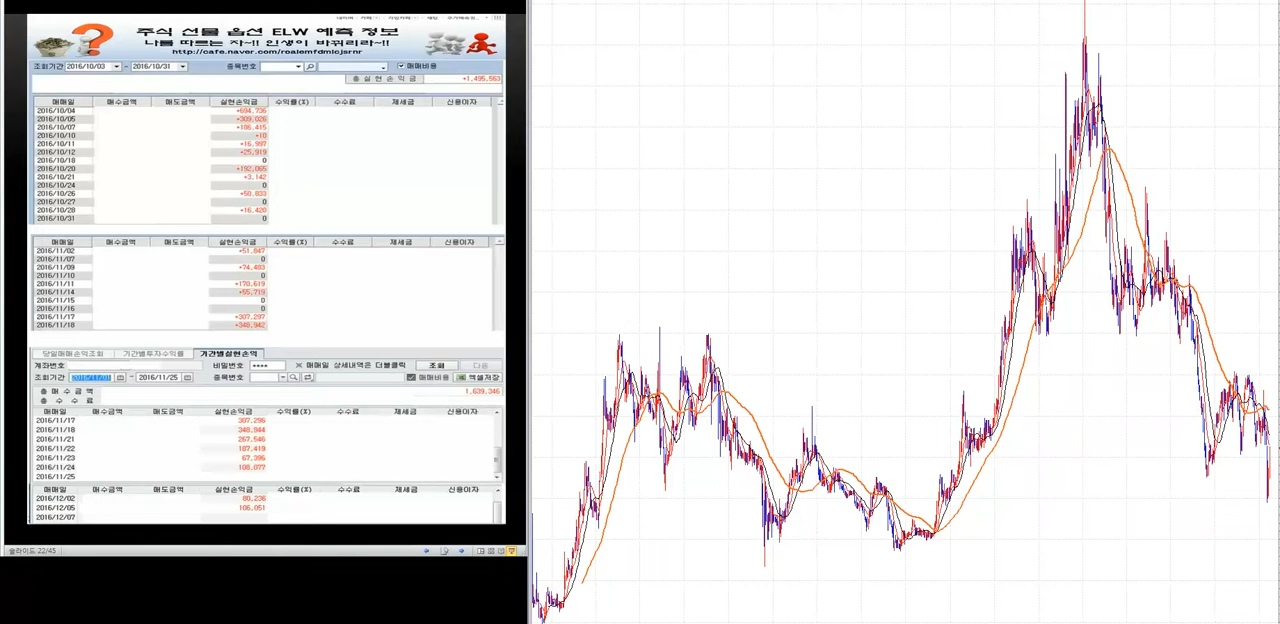 주식 선물 옵션 ELW 예측 정보
나를 따르는 자~!! 인생이 바뀌리라~!!
http://cafe.naver.com/roalemfdmlcjsrnr
조회기간 2016/10/03 - 2016/10/31 종목번호 매매비용
총 실 현 손 익 금 +1,495,563
매매일 매수금액 매도금액 실현손익금 수익률(%) 수수료 제세금 신용이자
2016/10/04 +694,736
2016/10/05 +309,026
2016/10/07 +186,415
2016/10/10 +10
2016/10/11 +16,997
2016/10/12 +25,919
2016/10/18 0
2016/10/20 +192,065
2016/10/21 +3,142
2016/10/24 0
2016/10/26 +50,833
2016/10/27 0
2016/10/28 +16,420
2016/10/31 0
매매일 매수금액 매도금액 실현손익금 수익률(%) 수수료 제세금 신용이자
2016/11/02 +51,847
2016/11/07 0
2016/11/09 +74,483
2016/11/10 0
2016/11/11 +170,619
2016/11/14 +55,719
2016/11/15 0
2016/11/16 0
2016/11/17 +307,297
2016/11/18 +348,942
당일매매손익조회 기간별투자수익률 기간별실현손익
계좌번호 비밀번호 **** ※ 매매일 상세내역은 더블클릭 조회 다음
조회기간 2016/11/01 - 2016/11/25 종목번호 매매비용 엑셀저장
총 매 수 금 액 1,639,346
총 수 수 료
매매일 매수금액 매도금액 실현손익금 수익률(%) 수수료 제세금 신용이자
2016/11/17 307,296
2016/11/18 348,944
2016/11/21 267,546
2016/11/22 187,419
2016/11/23 67,396
2016/11/24 108,077
2016/11/25
매매일 매수금액 매도금액 실현손익금 수익률(%) 수수료 제세금 신용이자
2016/12/02 80,236
2016/12/05 106,051
2016/12/07
슬라이드 22/45